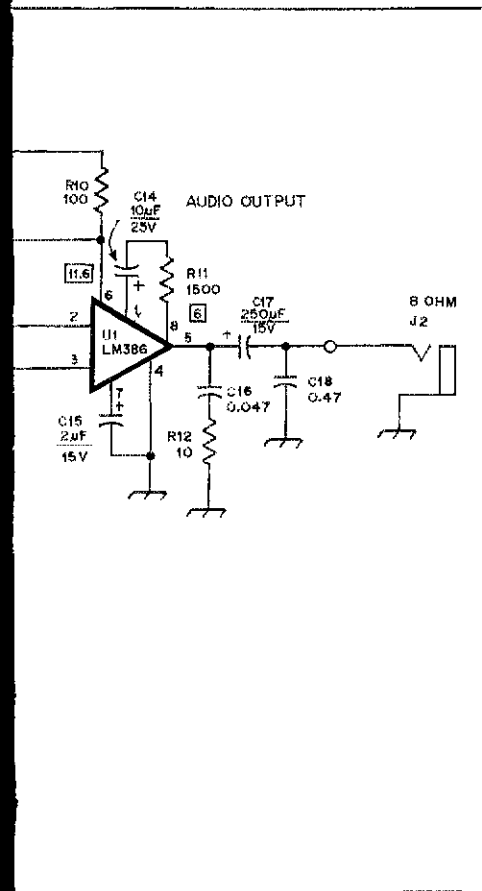 R10
100
C14
10µF
25V
AUDIO OUTPUT
R11
1500
11.6
6
1
8
6
C17
250µF
15V
8 OHM
J2
2
U1
LM386
5
3
4
7
C16
0.047
C18
0.47
C15
2µF
15V
R12
10